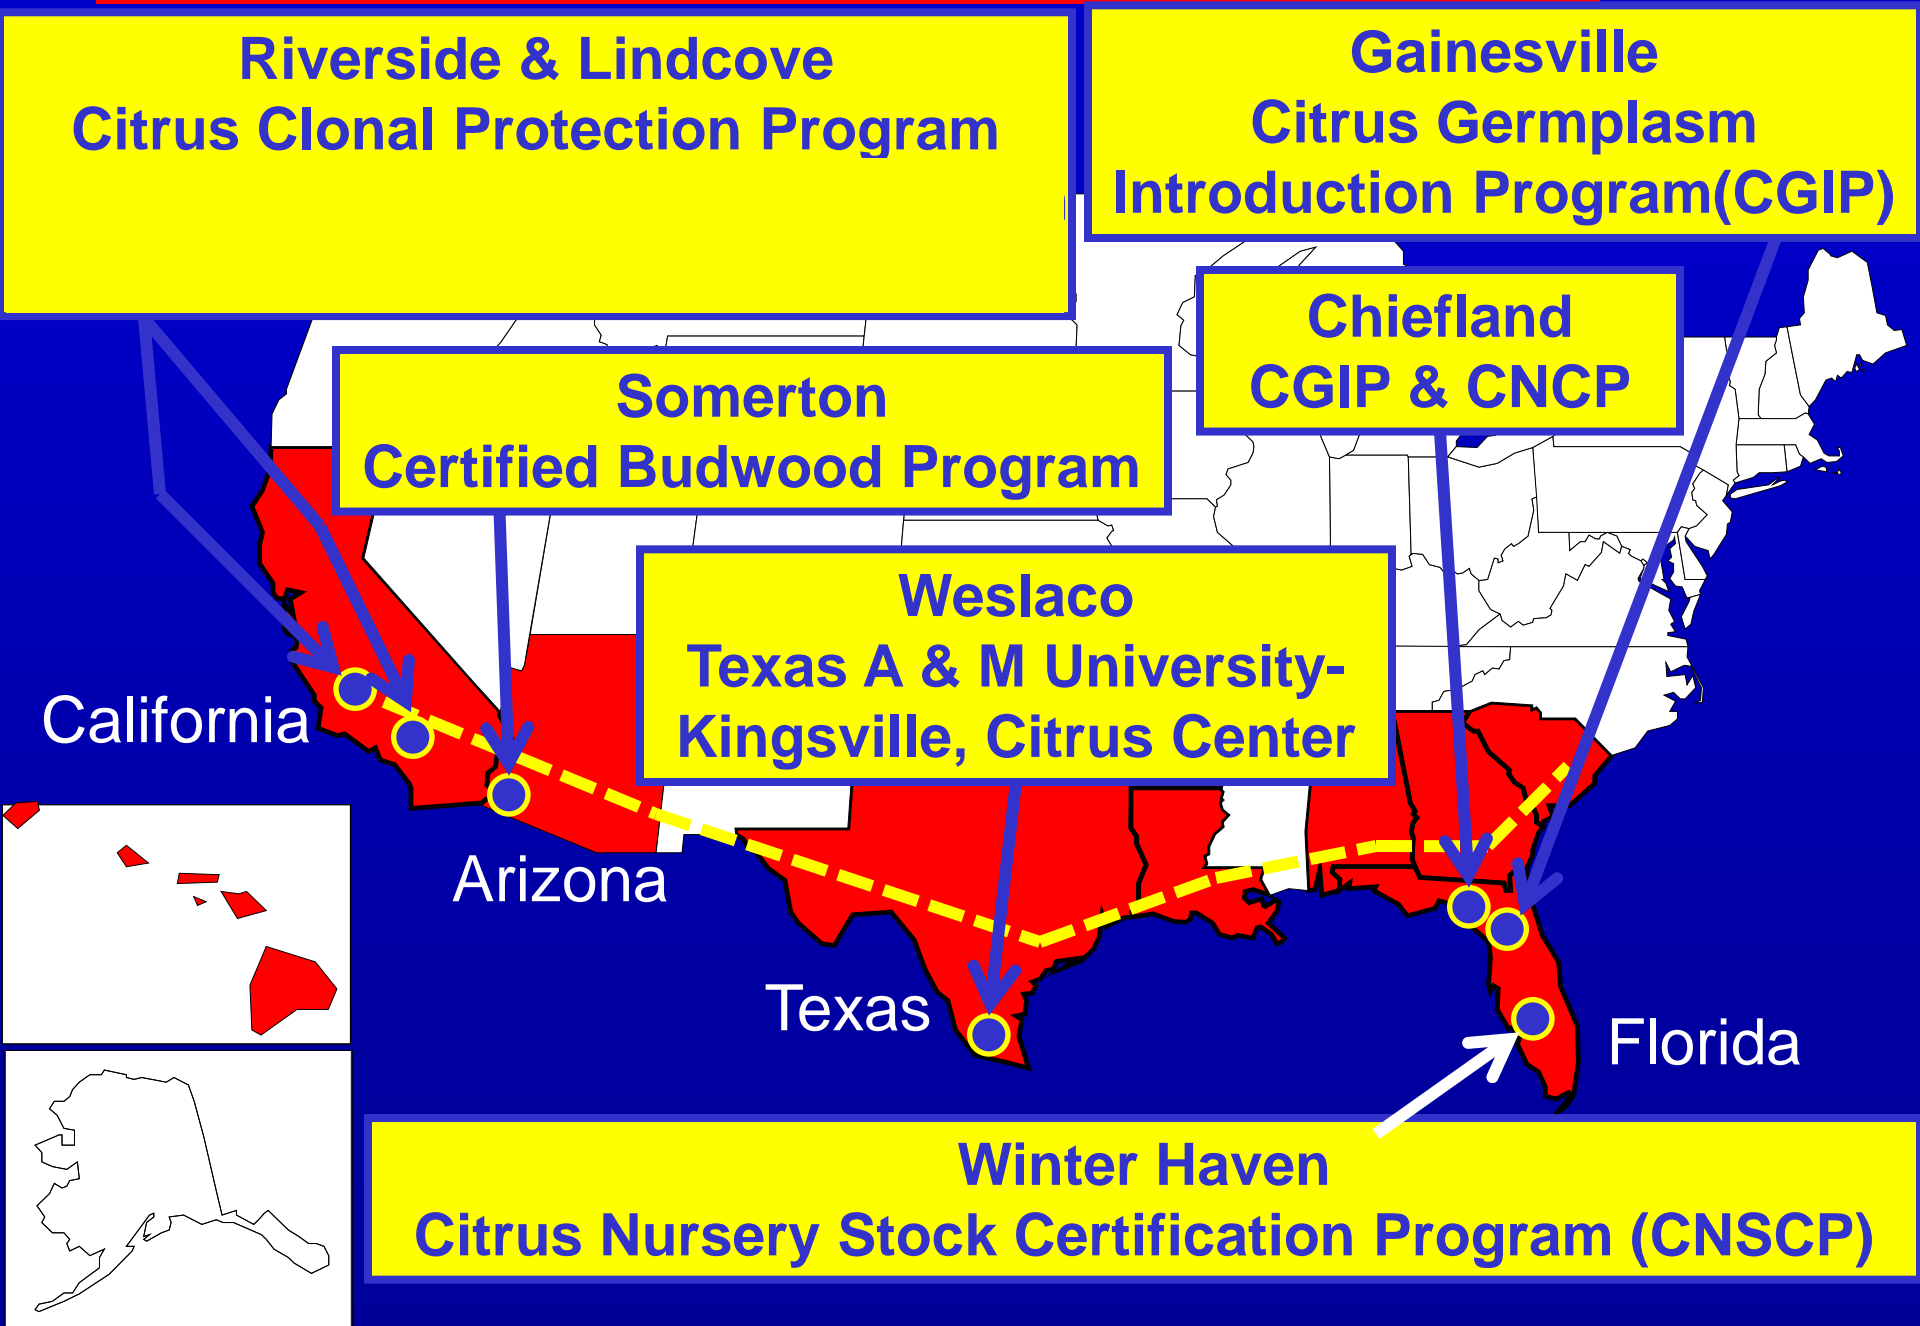 Riverside & Lindcove
Citrus Clonal Protection Program
Gainesville
Citrus Germplasm
Introduction Program(CGIP)
Chiefland
CGIP & CNCP
Somerton
Certified Budwood Program
Weslaco
Texas A & M University-
Kingsville, Citrus Center
California
Arizona
Texas
Florida
Winter Haven
Citrus Nursery Stock Certification Program (CNSCP)